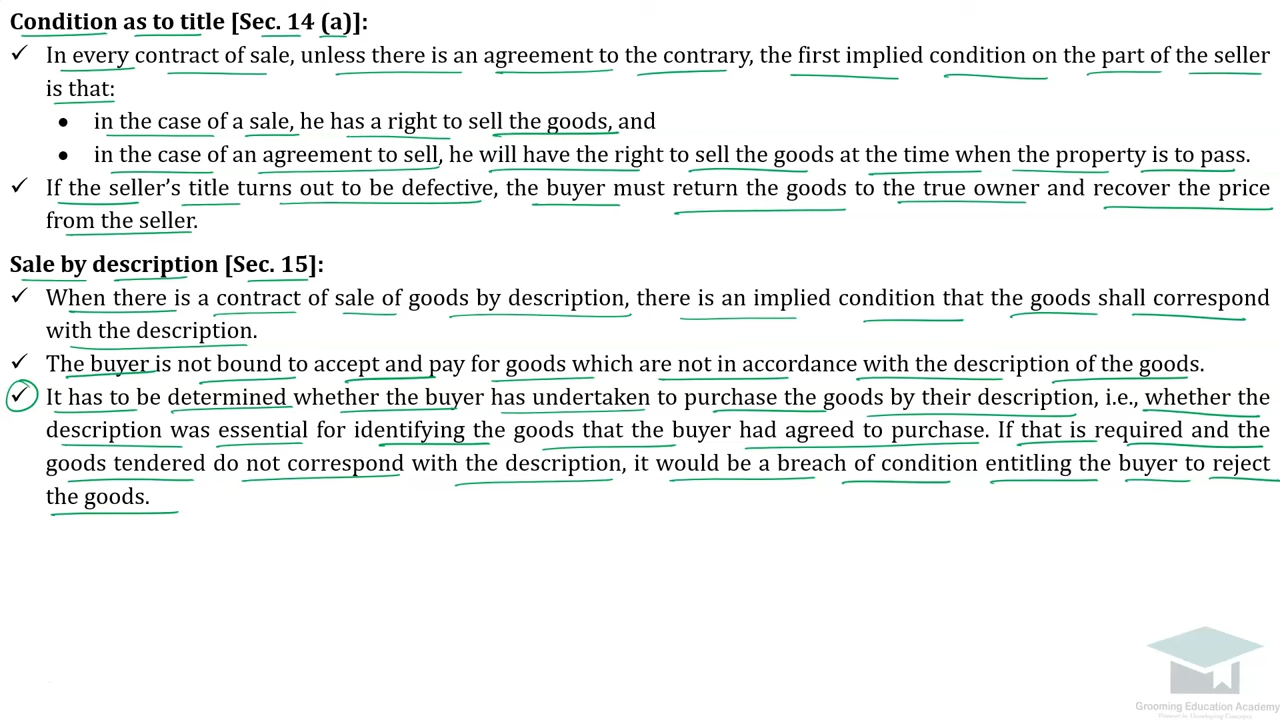 Condition as to title [Sec. 14 (a)]:
✓ In every contract of sale, unless there is an agreement to the contrary, the first implied condition on the part of the seller
is that:
• in the case of a sale, he has a right to sell the goods, and
• in the case of an agreement to sell, he will have the right to sell the goods at the time when the property is to pass.
✓ If the seller’s title turns out to be defective, the buyer must return the goods to the true owner and recover the price
from the seller.
Sale by description [Sec. 15]:
✓ When there is a contract of sale of goods by description, there is an implied condition that the goods shall correspond
with the description.
✓ The buyer is not bound to accept and pay for goods which are not in accordance with the description of the goods.
✓ It has to be determined whether the buyer has undertaken to purchase the goods by their description, i.e., whether the
description was essential for identifying the goods that the buyer had agreed to purchase. If that is required and the
goods tendered do not correspond with the description, it would be a breach of condition entitling the buyer to reject
the goods.
Grooming Education Academy